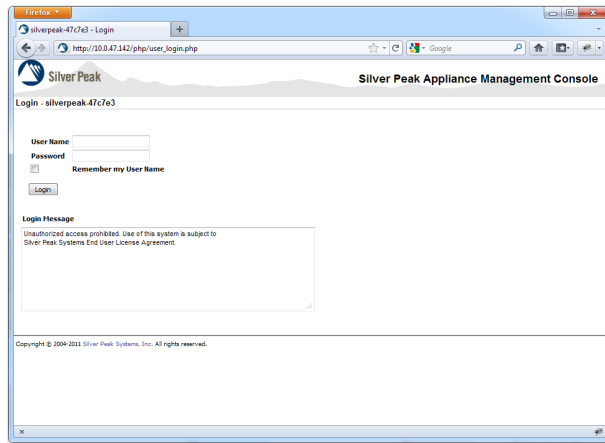 Firefox
silverpeak-47c7e3 - Login
http://10.0.47.142/php/user_login.php
Google
Silver Peak
Silver Peak Appliance Management Console
Login - silverpeak-47c7e3
User Name
Password
Remember my User Name
Login
Login Message
Unauthorized access prohibited. Use of this system is subject to
Silver Peak Systems End User License Agreement.
Copyright © 2004-2011 Silver Peak Systems, Inc. All rights reserved.